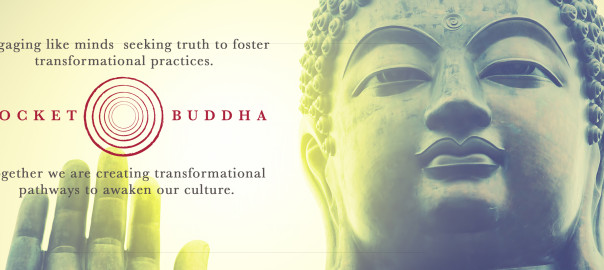 gaging like minds seeking truth to foster
transformational practices.
OCKET BUDDHA
gether we are creating transformational
pathways to awaken our culture.